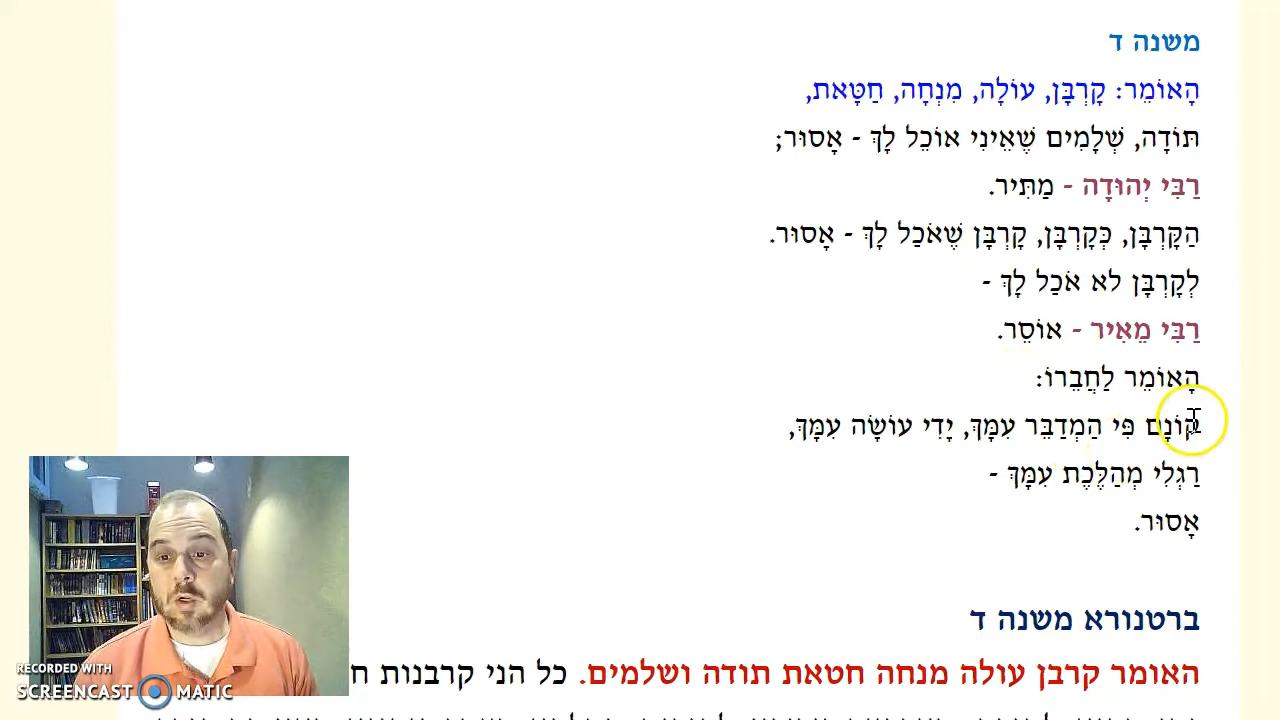 משנה ד
הָאוֹמֵר: קָרְבָּן, עוֹלָה, מִנְחָה, חַטָּאת,
תּוֹדָה, שְׁלָמִים שֶׁאֵינִי אוֹכֵל לָךְ - אָסוּר;
רַבִּי יְהוּדָה - מַתִּיר.
הַקָּרְבָּן, כְּקָרְבָּן, קָרְבָּן שֶׁאֹכַל לָךְ - אָסוּר.
לְקָרְבָּן לא אֹכַל לָךְ -
רַבִּי מֵאִיר - אוֹסֵר.
הָאוֹמֵר לַחֲבֵרוֹ:
קוֹנָם פִּי הַמְדַבֵּר עִמָּךְ, יָדִי עוֹשָׂה עִמָּךְ,
רַגְלִי מְהַלֶּכֶת עִמָּךְ -
אָסוּר.
ברטנורא משנה ד
האומר קרבן עולה מנחה חטאת תודה ושלמים. כל הני קרבנות
RECORDED WITH
SCREENCAST MATIC